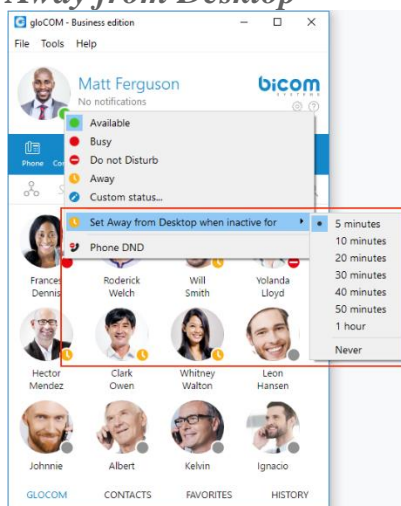 Away from Desktop
gloCOM - Business edition
File Tools Help
Matt Ferguson
No notifications
bicom
SYSTEMS
Available
Busy
Do not Disturb
Away
Custom status...
Set Away from Desktop when inactive for
Phone DND
5 minutes
10 minutes
20 minutes
30 minutes
40 minutes
50 minutes
1 hour
Never
Phone
Frances Dennis
Roderick Welch
Will Smith
Yolanda Lloyd
Hector Mendez
Clark Owen
Whitney Walton
Leon Hansen
Johnnie
Albert
Kelvin
Ignacio
GLOCOM CONTACTS FAVORITES HISTORY